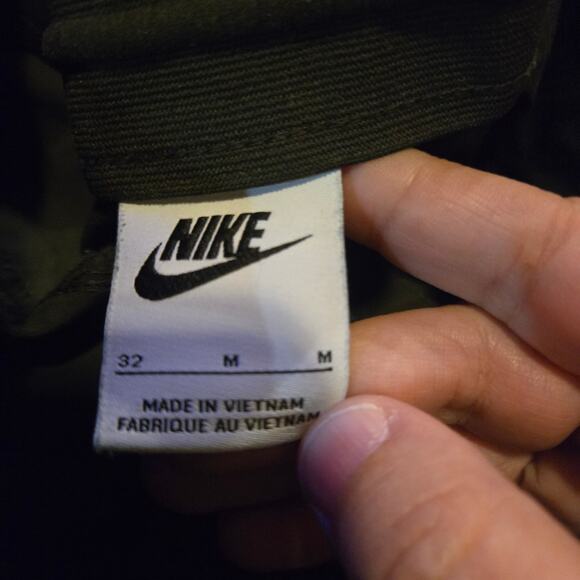 NIKE
32 M M
MADE IN VIETNAM
FABRIQUE AU VIETNAM